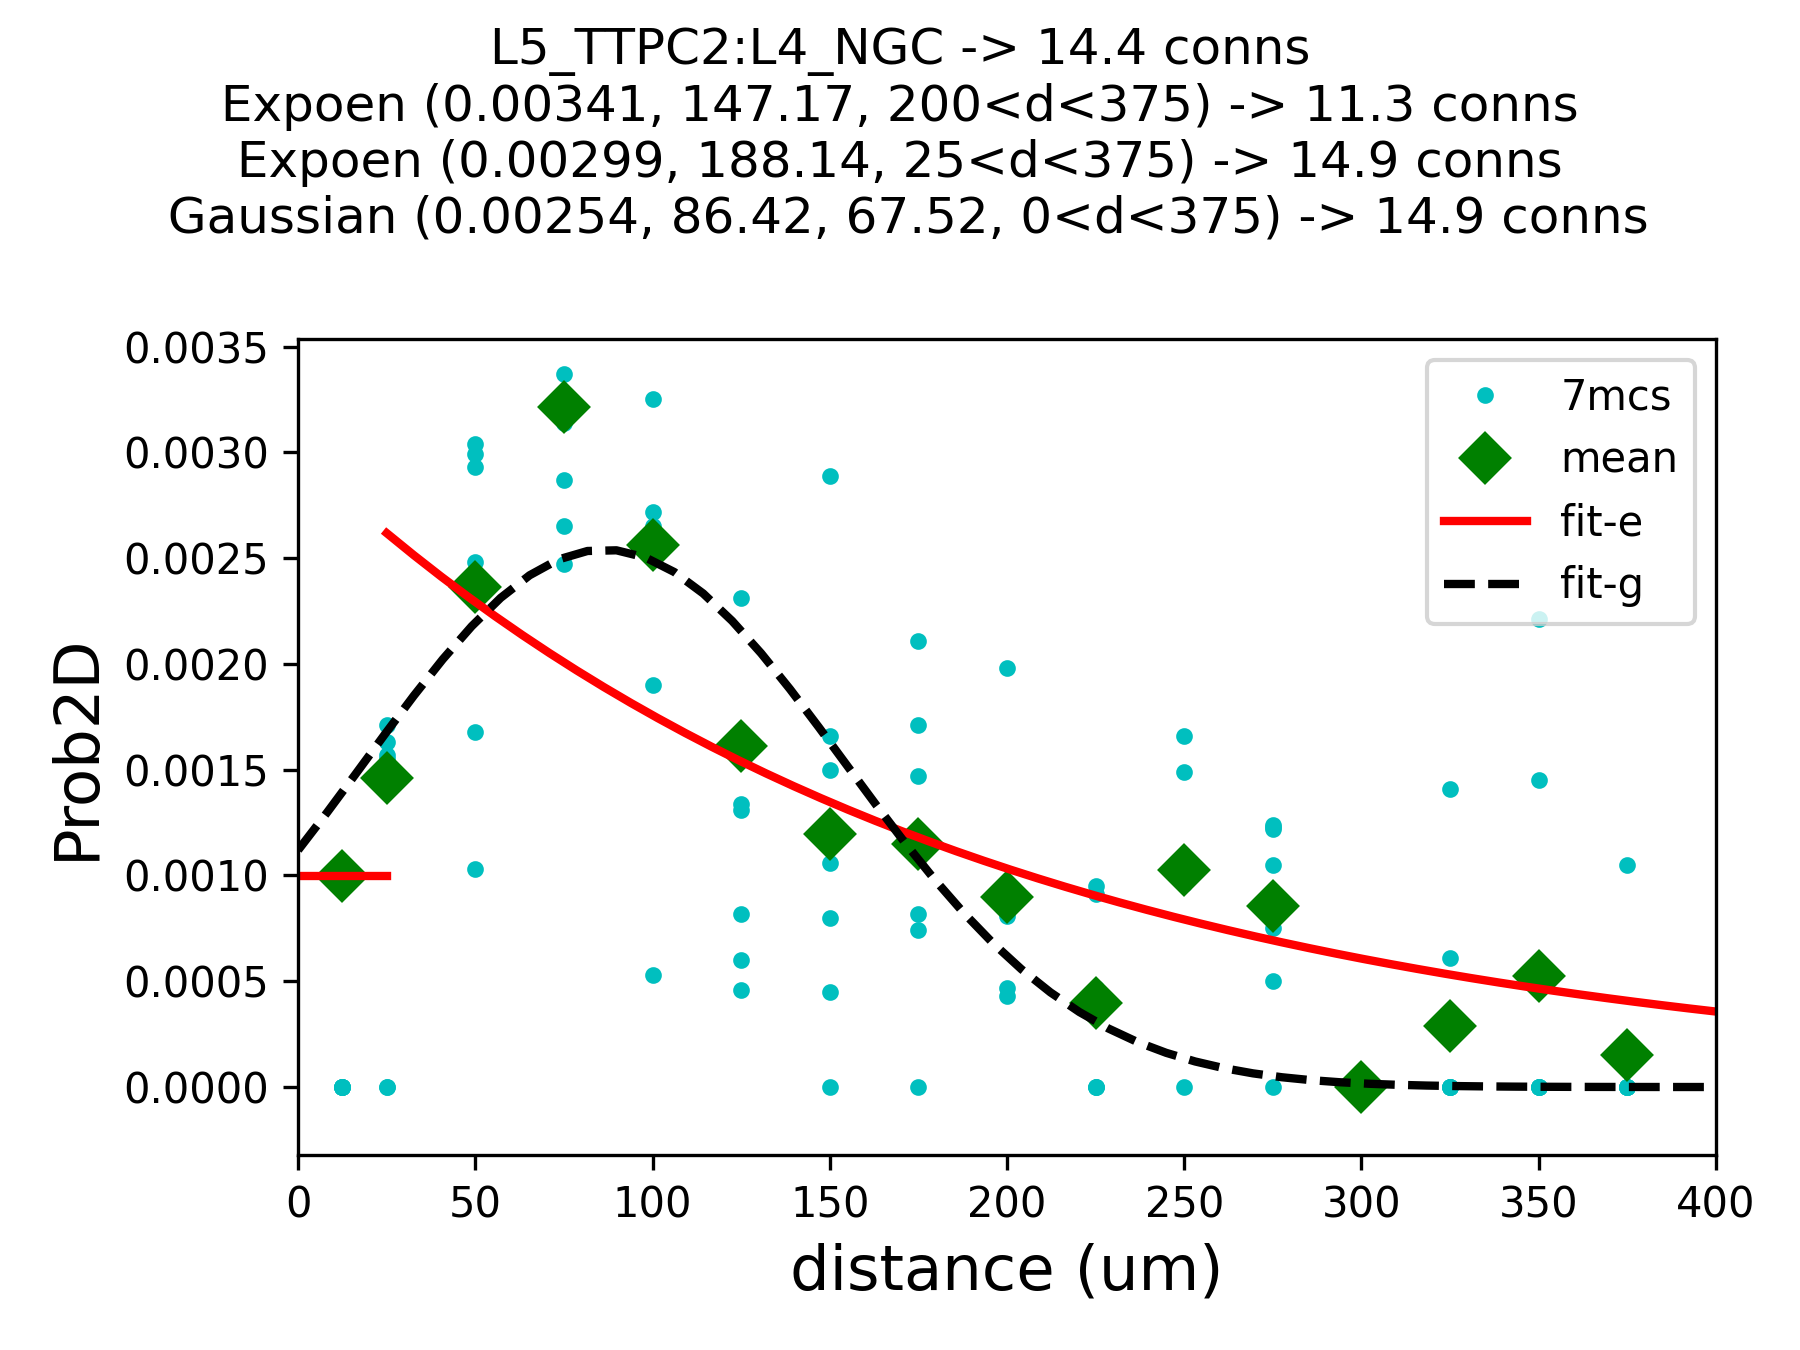 L5_TTPC2:L4_NGC -> 14.4 conns
Expoen (0.00341, 147.17, 200<d<375) -> 11.3 conns
Expoen (0.00299, 188.14, 25<d<375) -> 14.9 conns
Gaussian (0.00254, 86.42, 67.52, 0<d<375) -> 14.9 conns
0.0035
0.0030
0.0025
0.0020
0.0015
0.0010
0.0005
0.0000
Prob2D
7mcs
mean
fit-e
fit-g
0 50 100 150 200 250 300 350 400
distance (um)